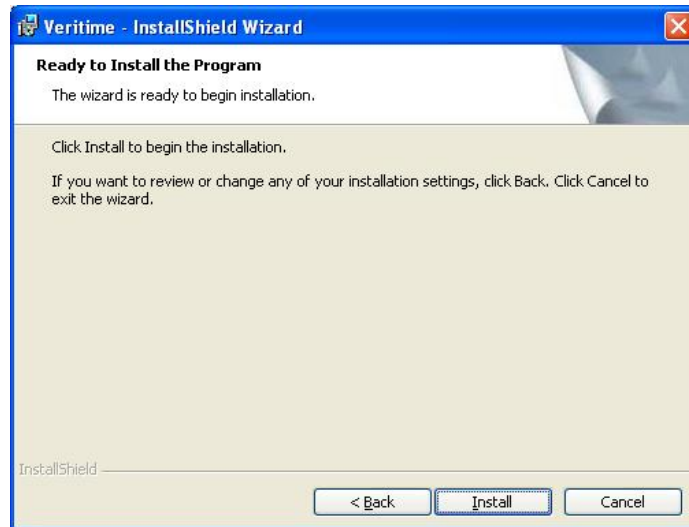 Veritime - InstallShield Wizard
Ready to Install the Program
The wizard is ready to begin installation.
Click Install to begin the installation.
If you want to review or change any of your installation settings, click Back. Click Cancel to
exit the wizard.
InstallShield
< Back
Install
Cancel